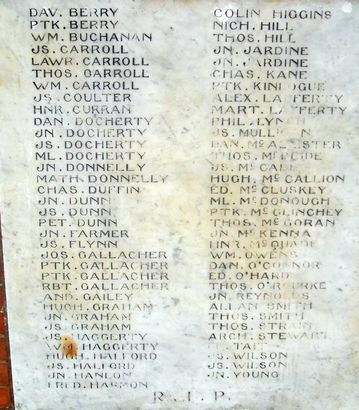 DAV. BERRY
PTK. BERRY
WM. BUCHANAN
JS. CARROLL
LAWR. CARROLL
THOS. CARROLL
WM. CARROLL
JS. COULTER
HNR. CURRAN
DAN. DOCHERTY
JN. DOCHERTY
JS. DOCHERTY
ML. DOCHERTY
JN. DONNELLY
MATH. DONNELLY
CHAS. DUFFIN
JN. DUNN
JS. DUNN
PET. DUNN
JN. FARMER
JS. FLYNN
JOS. GALLACHER
PTK. GALLACHER
PTK. GALLACHER
RBT. GALLACHER
AND. GAILEY
HUGH. GRAHAM
JN. GRAHAM
JS. GRAHAM
JS. HAGGERTY
WM. HAGGERTY
HUGH. HALFORD
JS. HALFORD
JN. HANLON
FRED. HARMON
COLIN HIGGINS
NICH. HILL
THOS. HILL
JN. JARDINE
JN. JARDINE
CHAS. KANE
PTK. KINLOGUE
ALEX. LAFFERTY
MART. LAFFERTY
PHIL. LYNCH
JS. MULLIGAN
DAN. McALLISTER
THOS. McBRIDE
JS. McCABE
HUGH. McCALLION
ED. McCLUSKEY
ML. McDONOUGH
PTK. McGLINCHEY
THOS. McGORAN
JN. McKENNA
HNR. McQUADE
WM. OWENS
DAN. O'CONNOR
ED. O'HARO
THOS. O'ROURKE
JN. REYNOLDS
ALLAN SMITH
THOS. SMITH
THOS. STRAIN
ARCH. STEWART
TAIT
JS. WILSON
JS. WILSON
JN. YOUNG
R.I.P.